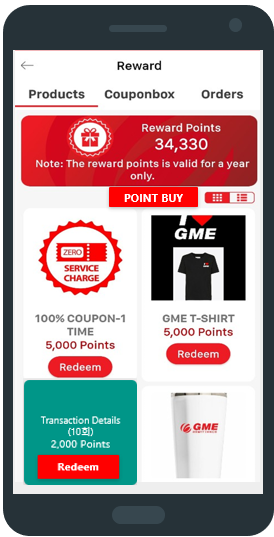 Reward
Products Couponbox Orders
Reward Points
34,330
Note: The reward points is valid for a year
only.
POINT BUY
ZERO
SERVICE
CHARGE
I
GME
100% COUPON-1
TIME
5,000 Points
Redeem
GME T-SHIRT
5,000 Points
Redeem
Transaction Details
(10회)
2,000 Points
Redeem
GME